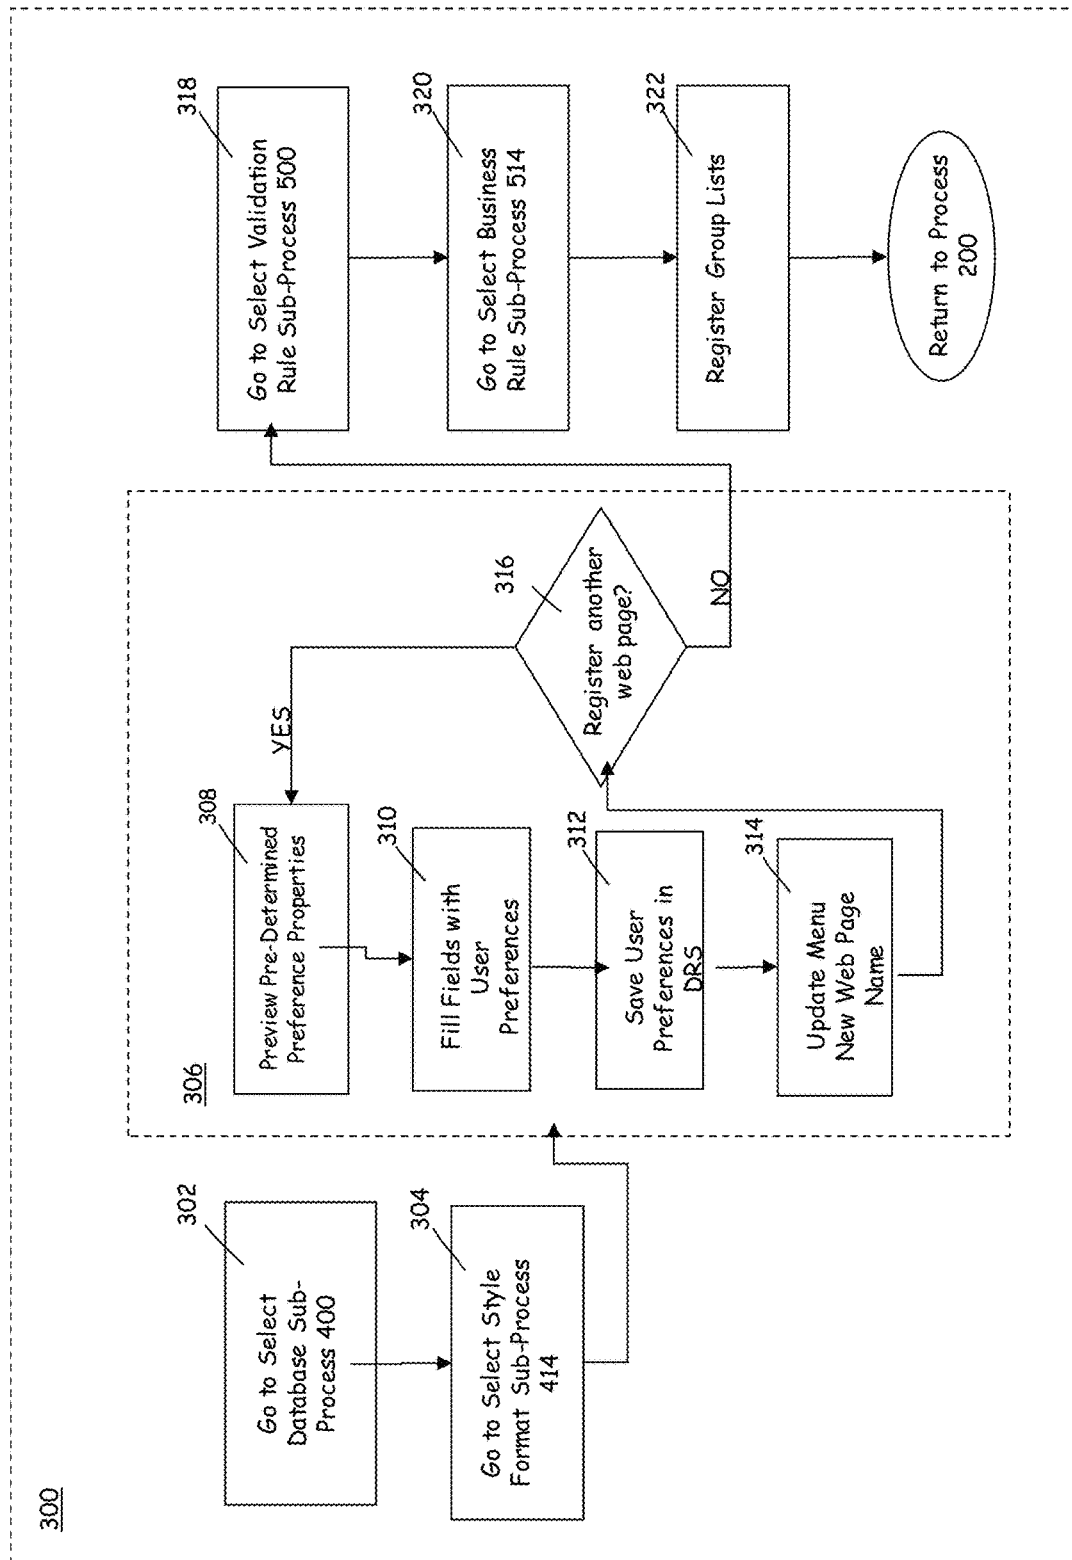 300
302
Go to Select
Database Sub-
Process 400
304
Go to Select Style
Format Sub-Process
414
306
308
Preview Pre-Determined
Preference Properties
310
Fill Fields with
User
Preferences
312
Save User
Preferences in
DRS
314
Update Menu
New Web Page
Name
YES
316
Register another
web page?
NO
318
Go to Select Validation
Rule Sub-Process 500
320
Go to Select Business
Rule Sub-Process 514
322
Register Group Lists
Return to Process
200